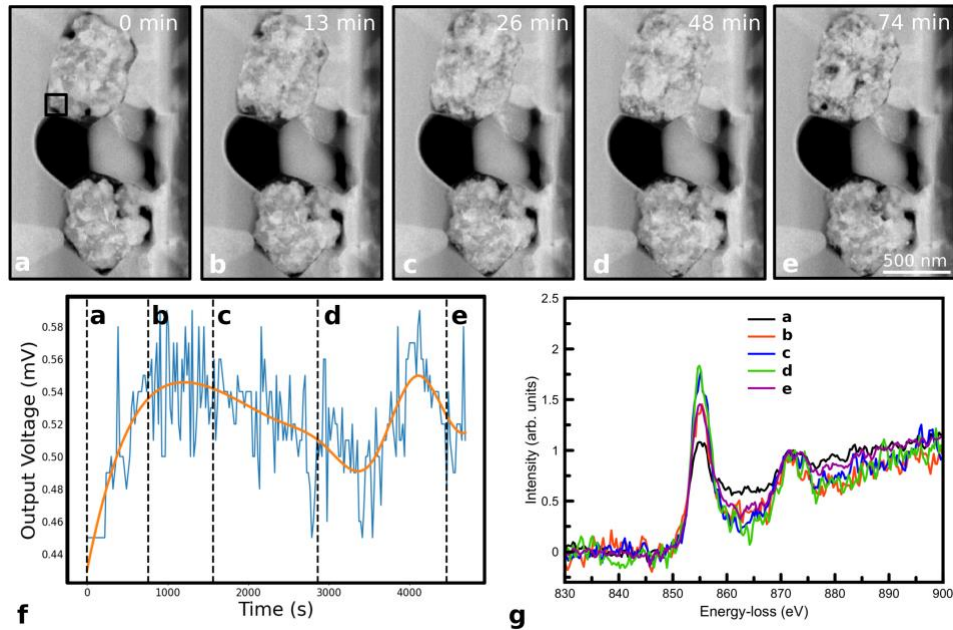 0 min
13 min
26 min
48 min
74 min
a
b
c
d
e
500 nm
a
b
c
d
e
0.58
0.56
0.54
0.52
0.50
0.48
0.46
0.44
Output Voltage (mV)
0
1000
2000
3000
4000
Time (s)
f
2.5
2
1.5
1
0.5
0
Intensity (arb. units)
a
b
c
d
e
830
840
850
860
870
880
890
900
Energy-loss (eV)
g